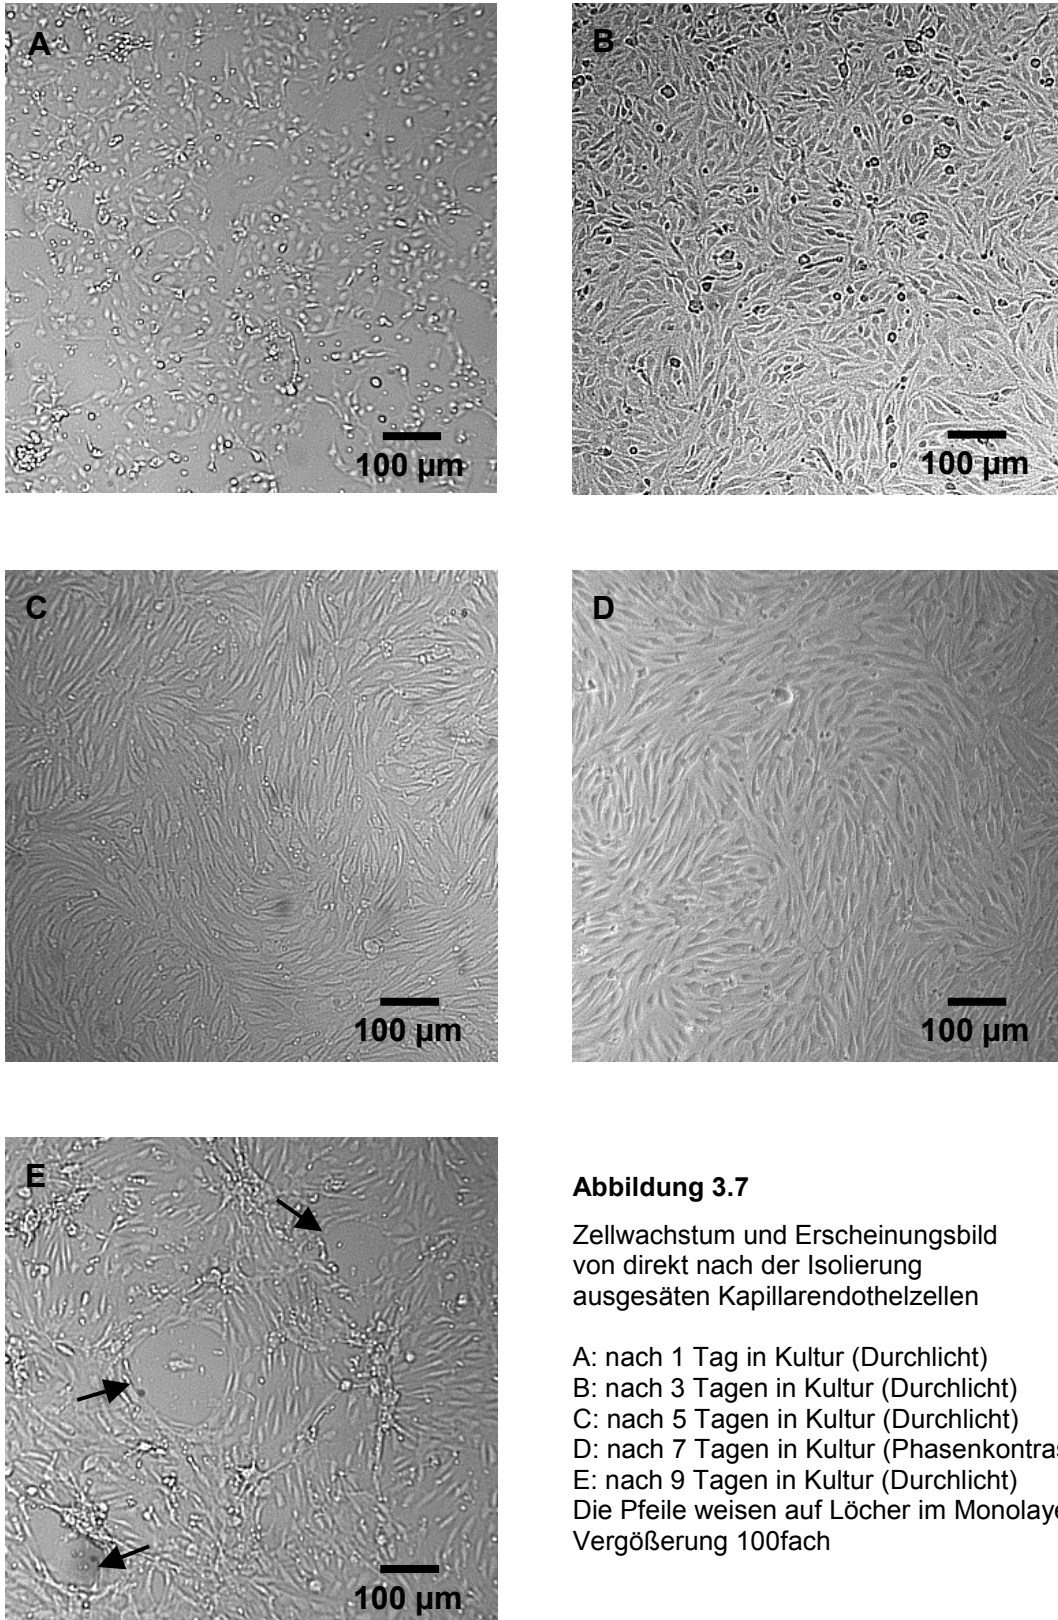 A
100 µm
B
100 µm
C
100 µm
D
100 µm
E
100 µm
Abbildung 3.7
Zellwachstum und Erscheinungsbild
von direkt nach der Isolierung
ausgesäten Kapillarendothelzellen
A: nach 1 Tag in Kultur (Durchlicht)
B: nach 3 Tagen in Kultur (Durchlicht)
C: nach 5 Tagen in Kultur (Durchlicht)
D: nach 7 Tagen in Kultur (Phasenkontras
E: nach 9 Tagen in Kultur (Durchlicht)
Die Pfeile weisen auf Löcher im Monolaye
Vergößerung 100fach